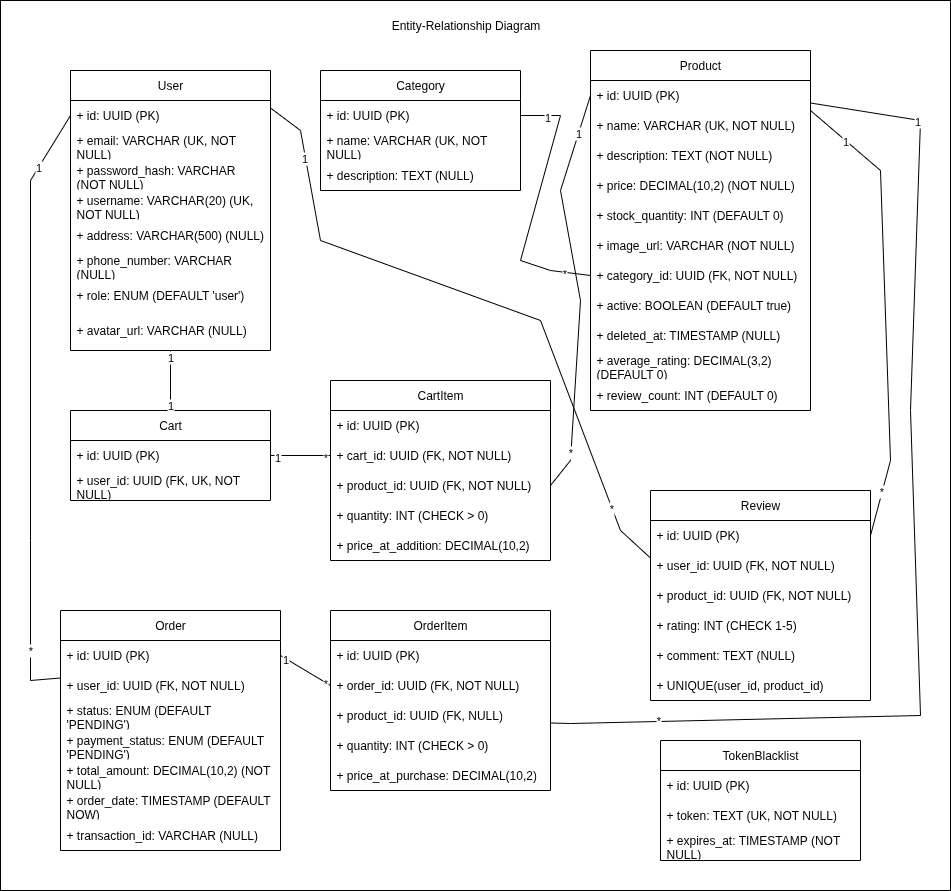 Entity-Relationship Diagram
User
+ id: UUID (PK)
+ email: VARCHAR (UK, NOT
NULL)
+ password_hash: VARCHAR
(NOT NULL)
+ username: VARCHAR(20) (UK,
NOT NULL)
+ address: VARCHAR(500) (NULL)
+ phone_number: VARCHAR
(NULL)
+ role: ENUM (DEFAULT 'user')
+ avatar_url: VARCHAR (NULL)
Category
+ id: UUID (PK)
+ name: VARCHAR (UK, NOT
NULL)
+ description: TEXT (NULL)
Product
+ id: UUID (PK)
+ name: VARCHAR (UK, NOT NULL)
+ description: TEXT (NOT NULL)
+ price: DECIMAL(10,2) (NOT NULL)
+ stock_quantity: INT (DEFAULT 0)
+ image_url: VARCHAR (NOT NULL)
+ category_id: UUID (FK, NOT NULL)
+ active: BOOLEAN (DEFAULT true)
+ deleted_at: TIMESTAMP (NULL)
+ average_rating: DECIMAL(3,2)
(DEFAULT 0)
+ review_count: INT (DEFAULT 0)
1
1
1
1
1
1
*
1
1
Cart
+ id: UUID (PK)
+ user_id: UUID (FK, UK, NOT
NULL)
1
*
CartItem
+ id: UUID (PK)
+ cart_id: UUID (FK, NOT NULL)
+ product_id: UUID (FK, NOT NULL)
+ quantity: INT (CHECK > 0)
+ price_at_addition: DECIMAL(10,2)
*
*
*
Review
+ id: UUID (PK)
+ user_id: UUID (FK, NOT NULL)
+ product_id: UUID (FK, NOT NULL)
+ rating: INT (CHECK 1-5)
+ comment: TEXT (NULL)
+ UNIQUE(user_id, product_id)
*
Order
+ id: UUID (PK)
+ user_id: UUID (FK, NOT NULL)
+ status: ENUM (DEFAULT
'PENDING')
+ payment_status: ENUM (DEFAULT
'PENDING')
+ total_amount: DECIMAL(10,2) (NOT
NULL)
+ order_date: TIMESTAMP (DEFAULT
NOW)
+ transaction_id: VARCHAR (NULL)
1
*
OrderItem
+ id: UUID (PK)
+ order_id: UUID (FK, NOT NULL)
+ product_id: UUID (FK, NULL)
+ quantity: INT (CHECK > 0)
+ price_at_purchase: DECIMAL(10,2)
*
TokenBlacklist
+ id: UUID (PK)
+ token: TEXT (UK, NOT NULL)
+ expires_at: TIMESTAMP (NOT
NULL)